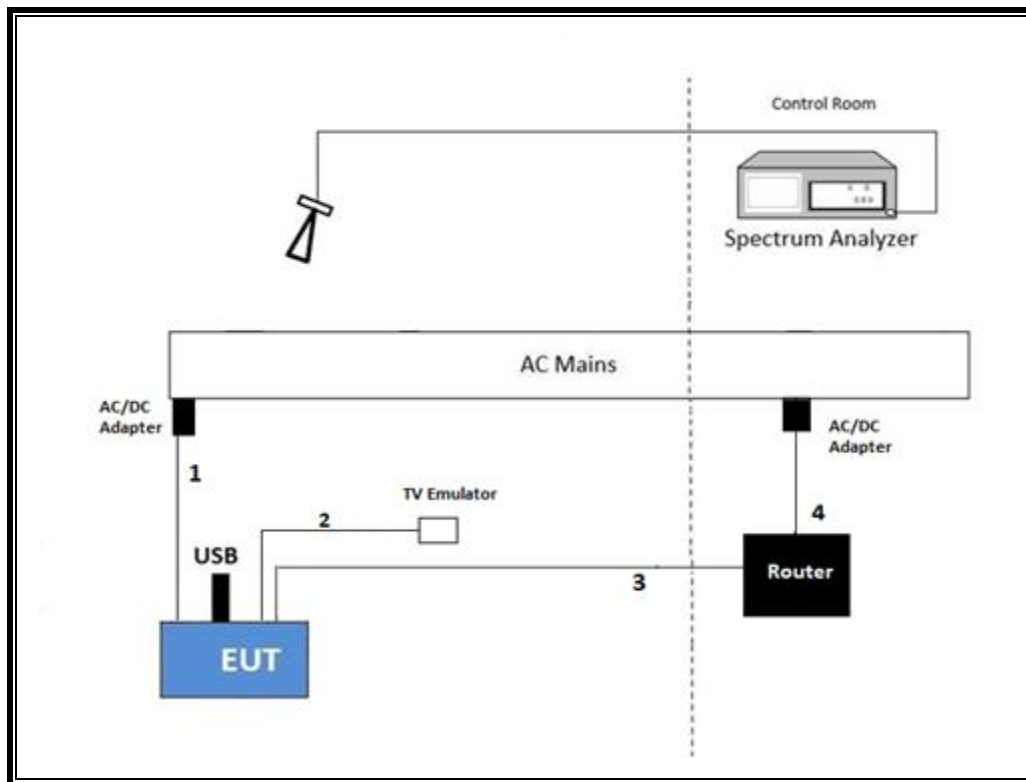 Control Room
Spectrum Analyzer
AC Mains
AC/DC
Adapter
AC/DC
Adapter
1
TV Emulator
2
4
USB
3
Router
EUT